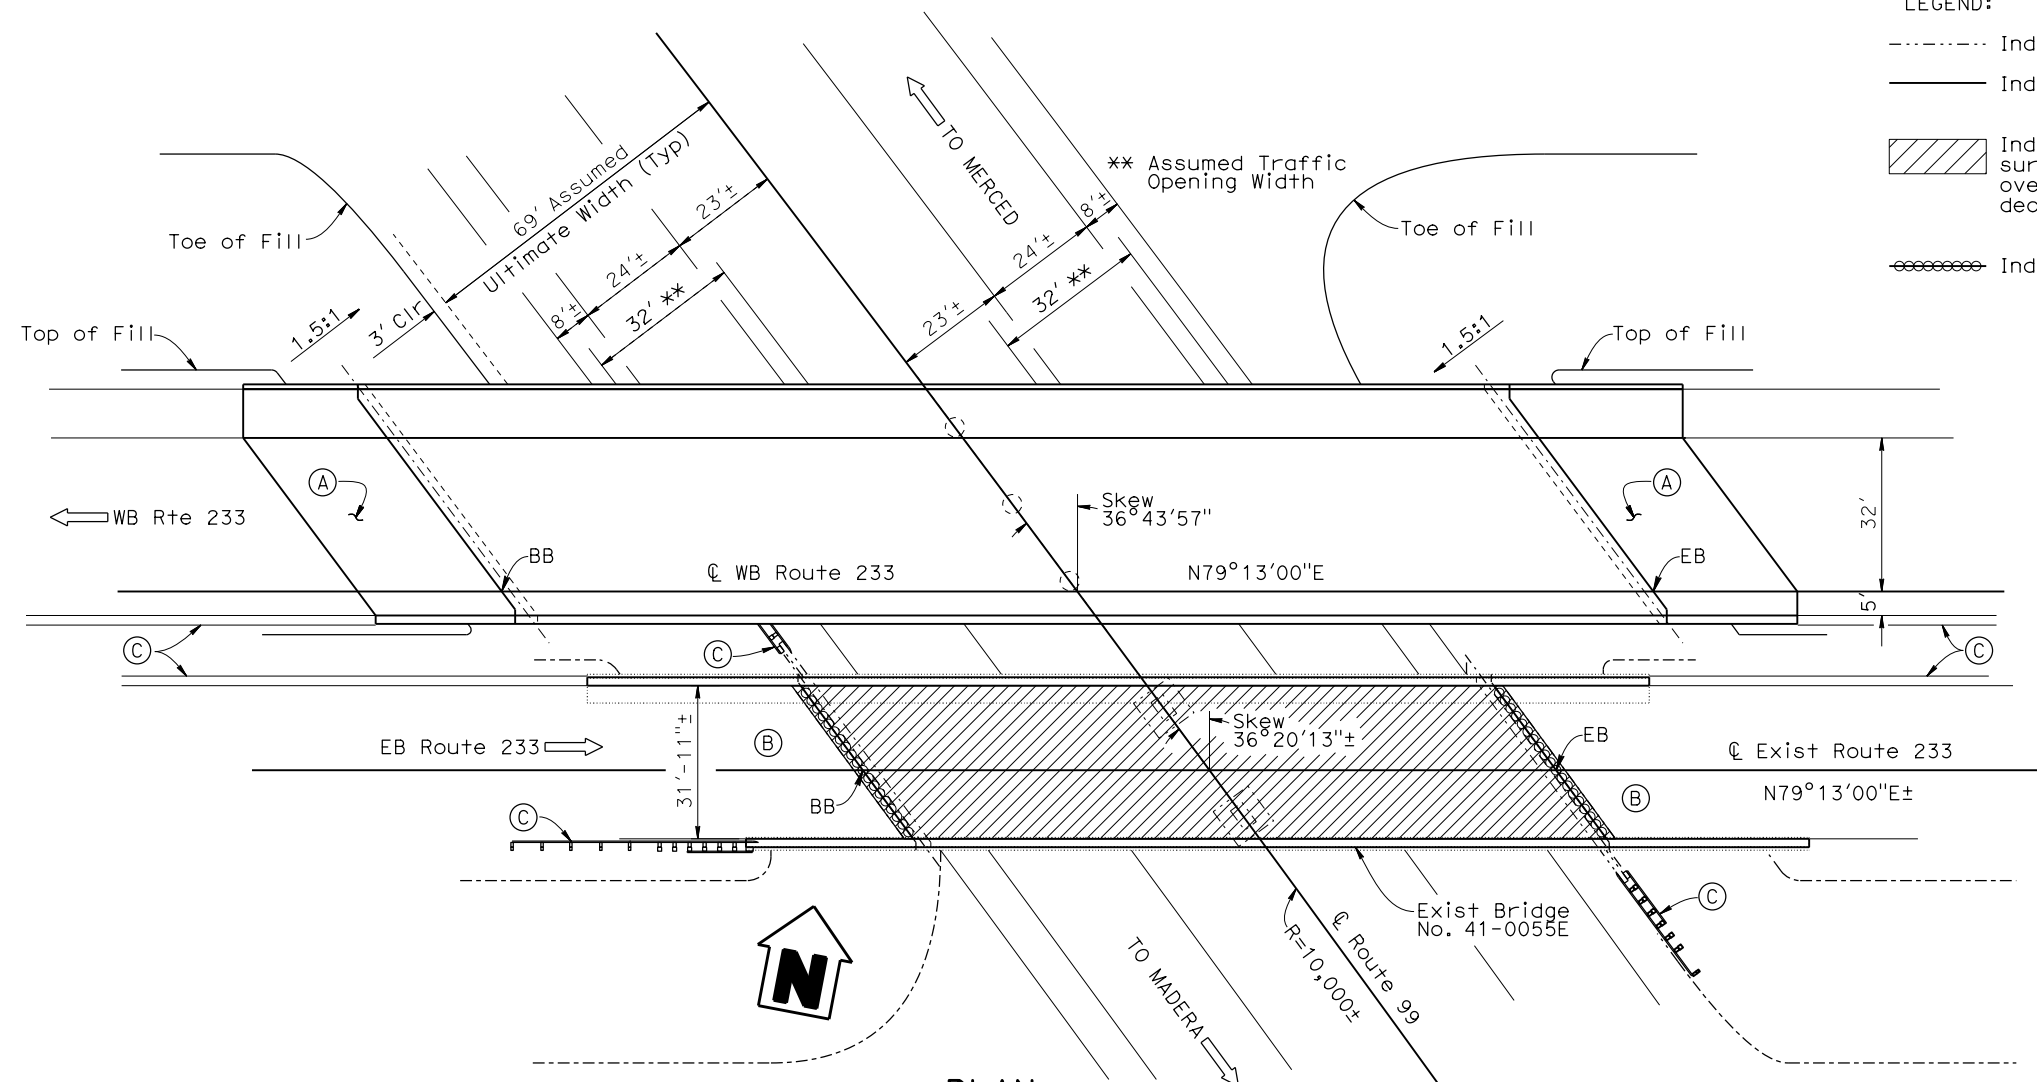 LEGEND:
Ind
Ind
Ind
sur
ove
dec
Ind
69' Assumed
Ultimate Width (Typ)
23'±
24'±
8'±
32' **
TO MERCED
** Assumed Traffic
Opening Width
8'±
24'±
23'±
32' **
Toe of Fill
Toe of Fill
Top of Fill
Top of Fill
1.5:1
3' Clr
1.5:1
A
A
WB Rte 233
Skew
36°43'57"
32'
BB
EB
℄ WB Route 233
N79°13'00"E
5'
C
C
C
31'-11"±
B
EB Route 233
Skew
36°20'13"±
EB
℄ Exist Route 233
N79°13'00"E±
BB
B
C
C
Exist Bridge
No. 41-0055E
N
TO MADERA
R=10,000±
℄ Route 99